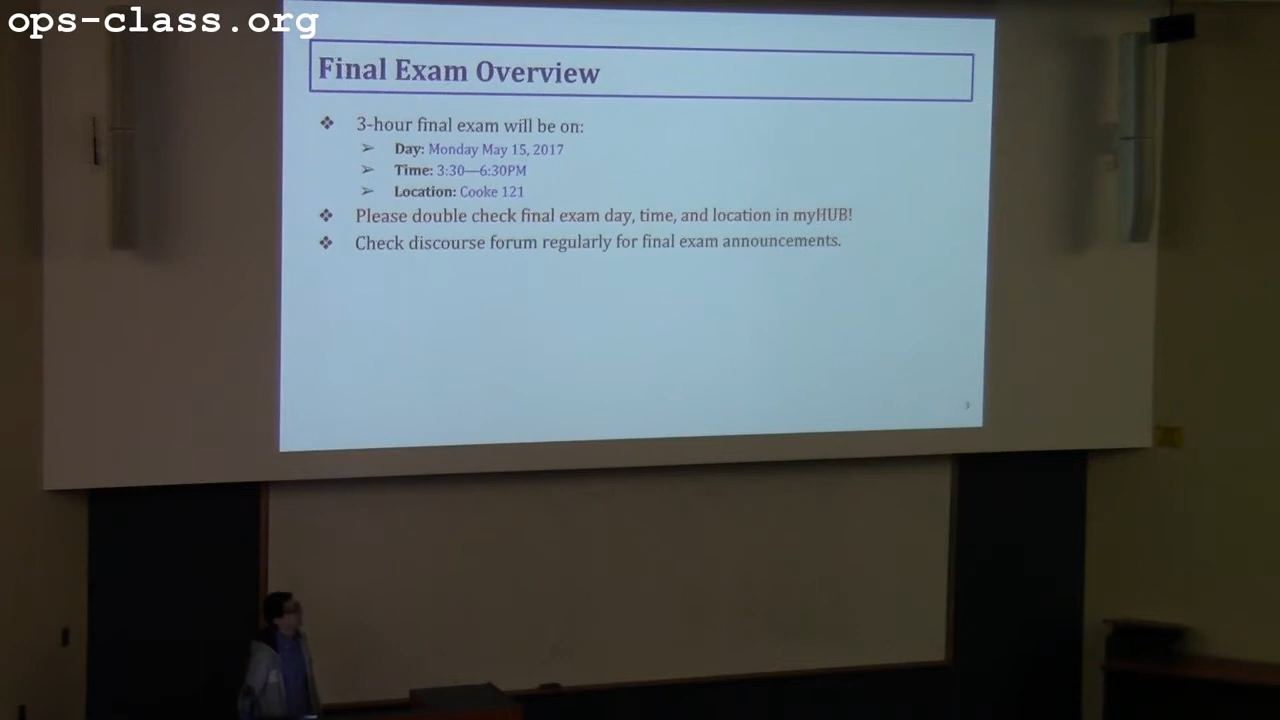 ops-class.org
Final Exam Overview
❖ 3-hour final exam will be on:
➢ Day: Monday May 15, 2017
➢ Time: 3:30—6:30PM
➢ Location: Cooke 121
❖ Please double check final exam day, time, and location in myHUB!
❖ Check discourse forum regularly for final exam announcements.
3